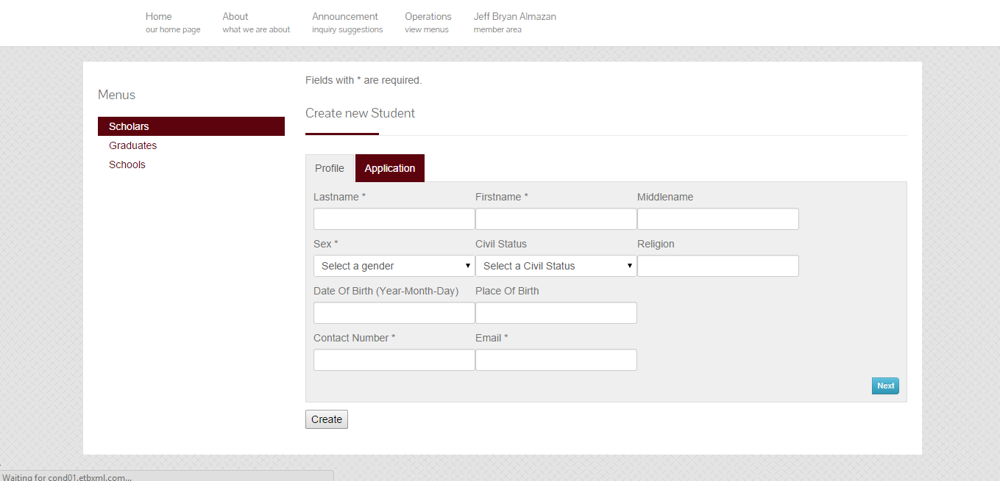 Home About Announcement Operations Jeff Bryan Almazan
our home page what we are about inquiry suggestions view menus member area
Menus
Scholars
Graduates
Schools
Fields with * are required.
Create new Student
Profile Application
Lastname * Firstname * Middlename
Sex * Civil Status Religion
Select a gender Select a Civil Status
Date Of Birth (Year-Month-Day) Place Of Birth
Contact Number * Email *
Next
Create
Waiting for cond01.etbxml.com...